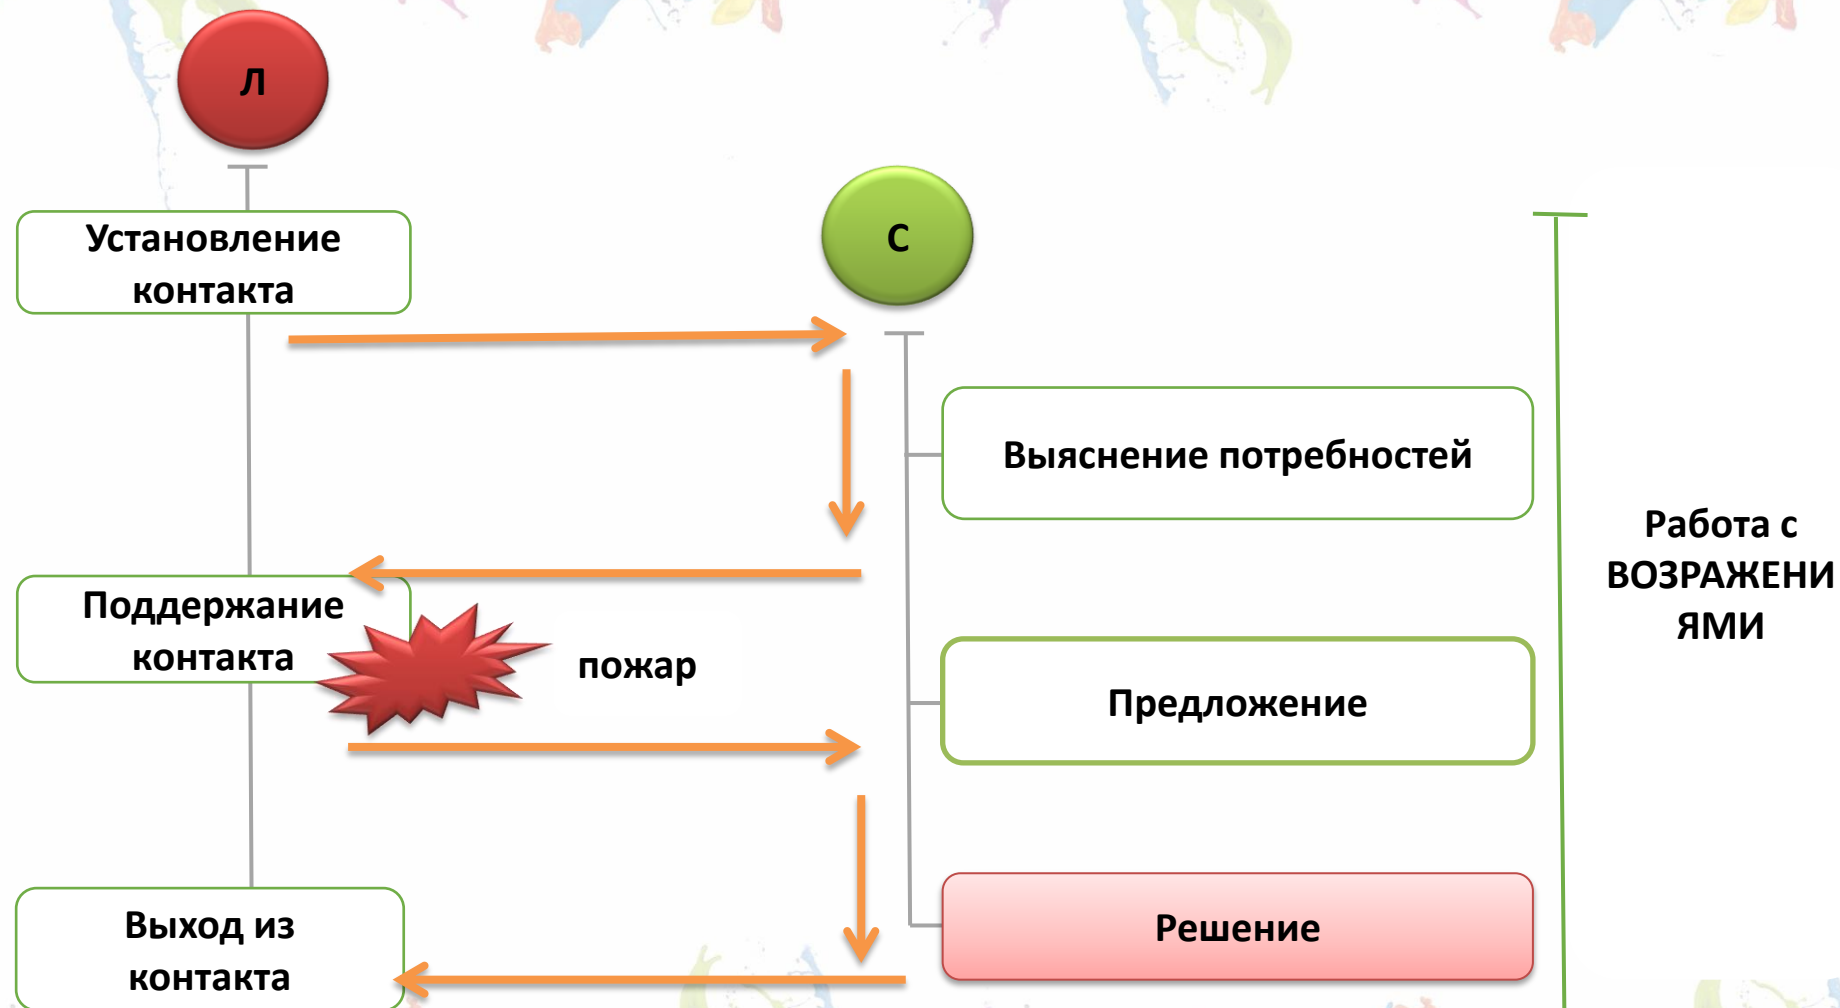 Л
С
Установление
контакта
Выяснение потребностей
Работа с
ВОЗРАЖЕНИ
ЯМИ
Поддержание
контакта
пожар
Предложение
Выход из
контакта
Решение